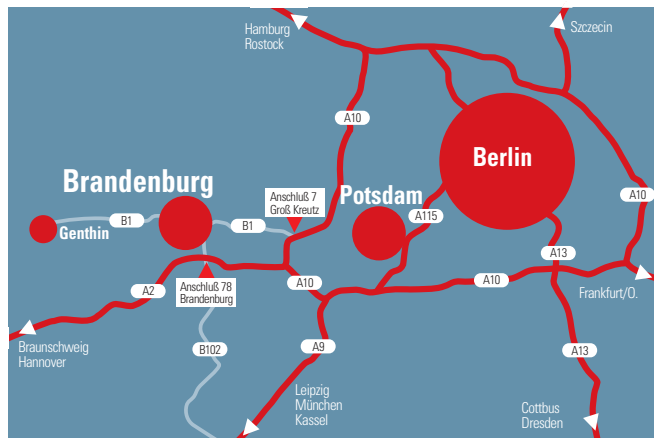 Hamburg
Rostock
Szczecin
A10
Berlin
Brandenburg
Anschluß 7
Groß Kreutz
Potsdam
A10
B1
B1
A115
Genthin
A13
Anschluß 78
Brandenburg
A2
A10
A10
Frankfurt/O.
Braunschweig
Hannover
B102
A9
A13
Leipzig
München
Kassel
Cottbus
Dresden